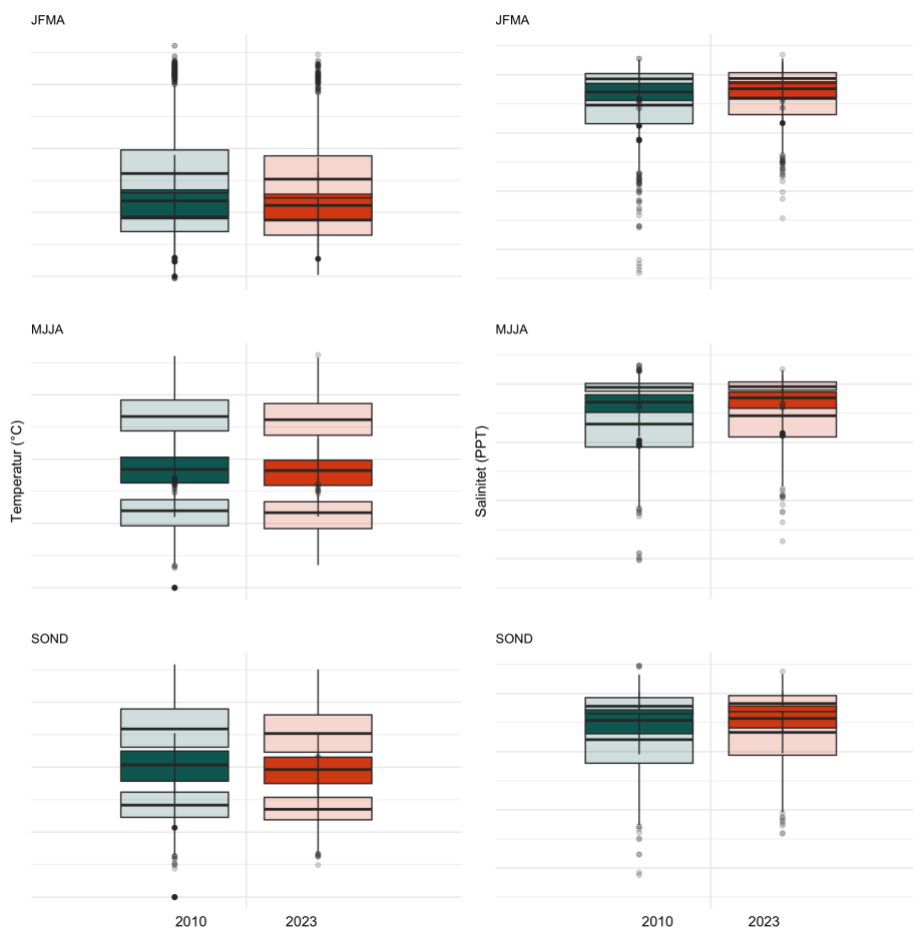 JFMA
JFMA
MJJA
MJJA
Temperatur (°C)
Salinitet (PPT)
SOND
SOND
2010 2023
2010 2023